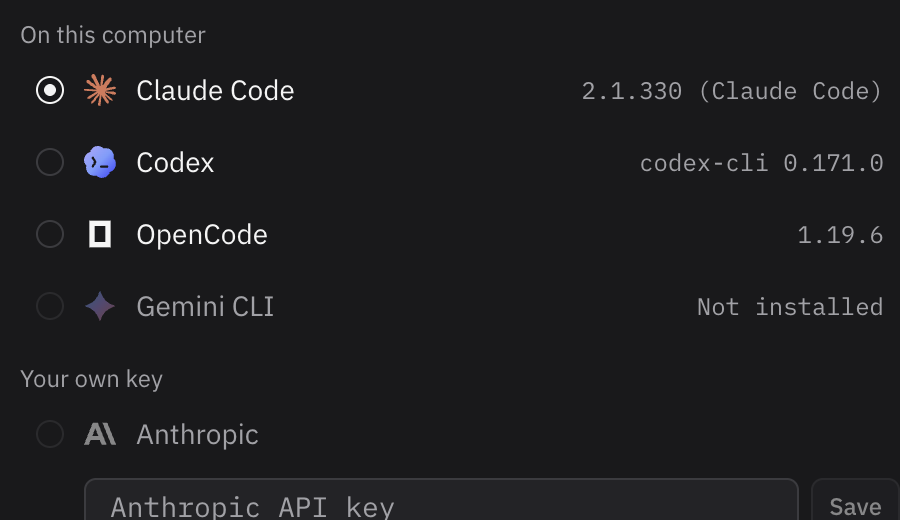 On this computer
Claude Code 2.1.330 (Claude Code)
Codex codex-cli 0.171.0
OpenCode 1.19.6
Gemini CLI Not installed
Your own key
Anthropic
Anthropic API key Save